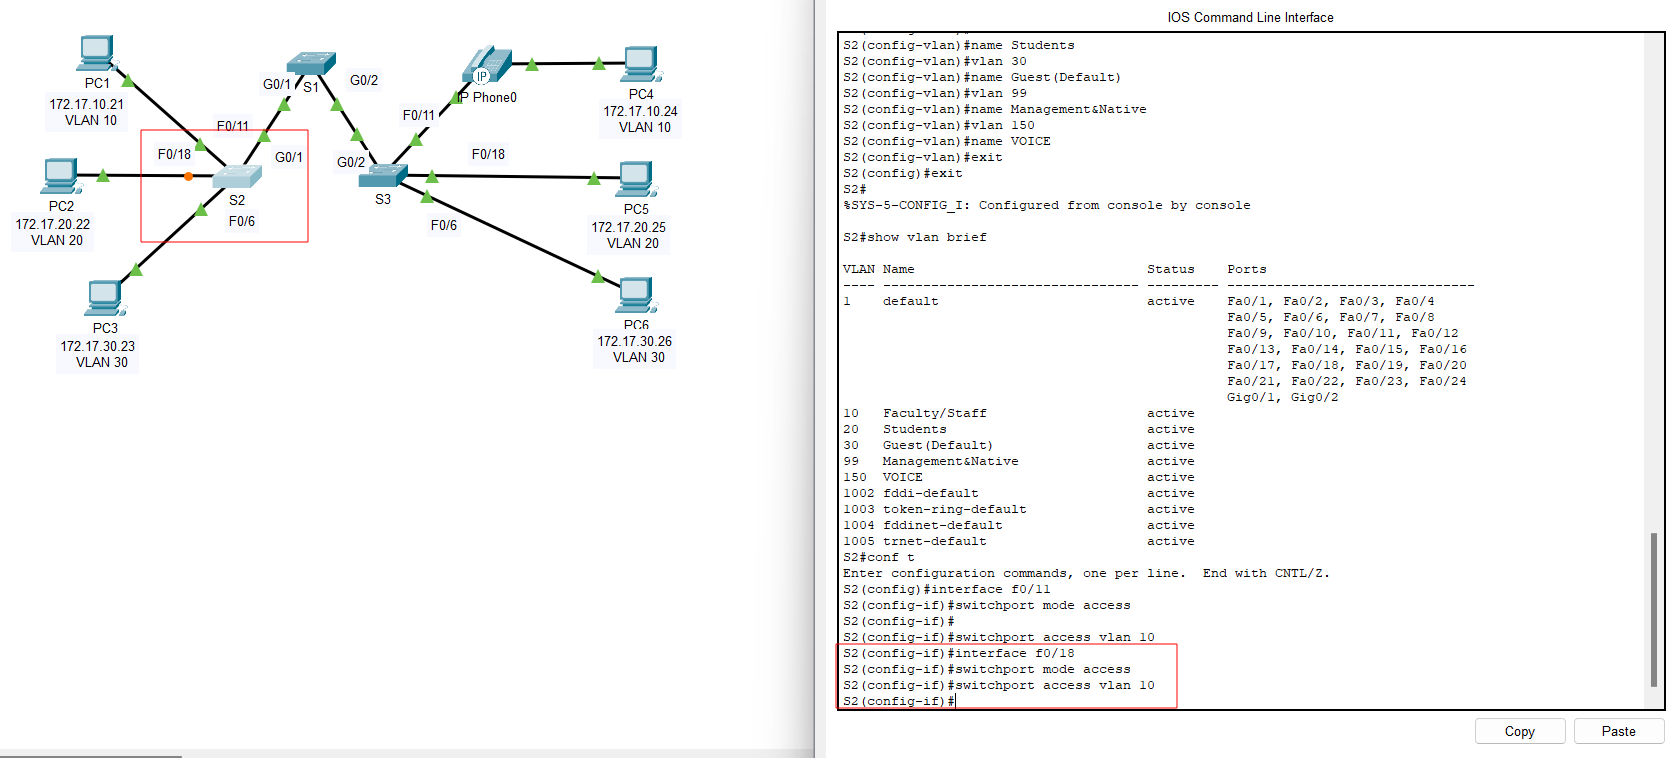 PC1
172.17.10.21
VLAN 10
PC2
172.17.20.22
VLAN 20
PC3
172.17.30.23
VLAN 30
F0/11
F0/18
G0/1
S2
F0/6
G0/1
S1
G0/2
IP
IP Phone0
F0/11
G0/2
S3
F0/18
F0/6
PC4
172.17.10.24
VLAN 10
PC5
172.17.20.25
VLAN 20
PC6
172.17.30.26
VLAN 30
IOS Command Line Interface
S2(config-vlan)#name Students
S2(config-vlan)#vlan 30
S2(config-vlan)#name Guest(Default)
S2(config-vlan)#vlan 99
S2(config-vlan)#name Management&Native
S2(config-vlan)#vlan 150
S2(config-vlan)#name VOICE
S2(config-vlan)#exit
S2(config)#exit
S2#
%SYS-5-CONFIG_I: Configured from console by console
S2#show vlan brief
VLAN Name Status Ports
---- -------------------------------- --------- -------------------------------
1 default active Fa0/1, Fa0/2, Fa0/3, Fa0/4
Fa0/5, Fa0/6, Fa0/7, Fa0/8
Fa0/9, Fa0/10, Fa0/11, Fa0/12
Fa0/13, Fa0/14, Fa0/15, Fa0/16
Fa0/17, Fa0/18, Fa0/19, Fa0/20
Fa0/21, Fa0/22, Fa0/23, Fa0/24
Gig0/1, Gig0/2
10 Faculty/Staff active
20 Students active
30 Guest(Default) active
99 Management&Native active
150 VOICE active
1002 fddi-default active
1003 token-ring-default active
1004 fddinet-default active
1005 trnet-default active
S2#conf t
Enter configuration commands, one per line. End with CNTL/Z.
S2(config)#interface f0/11
S2(config-if)#switchport mode access
S2(config-if)#
S2(config-if)#switchport access vlan 10
S2(config-if)#interface f0/18
S2(config-if)#switchport mode access
S2(config-if)#switchport access vlan 10
S2(config-if)#
Copy
Paste